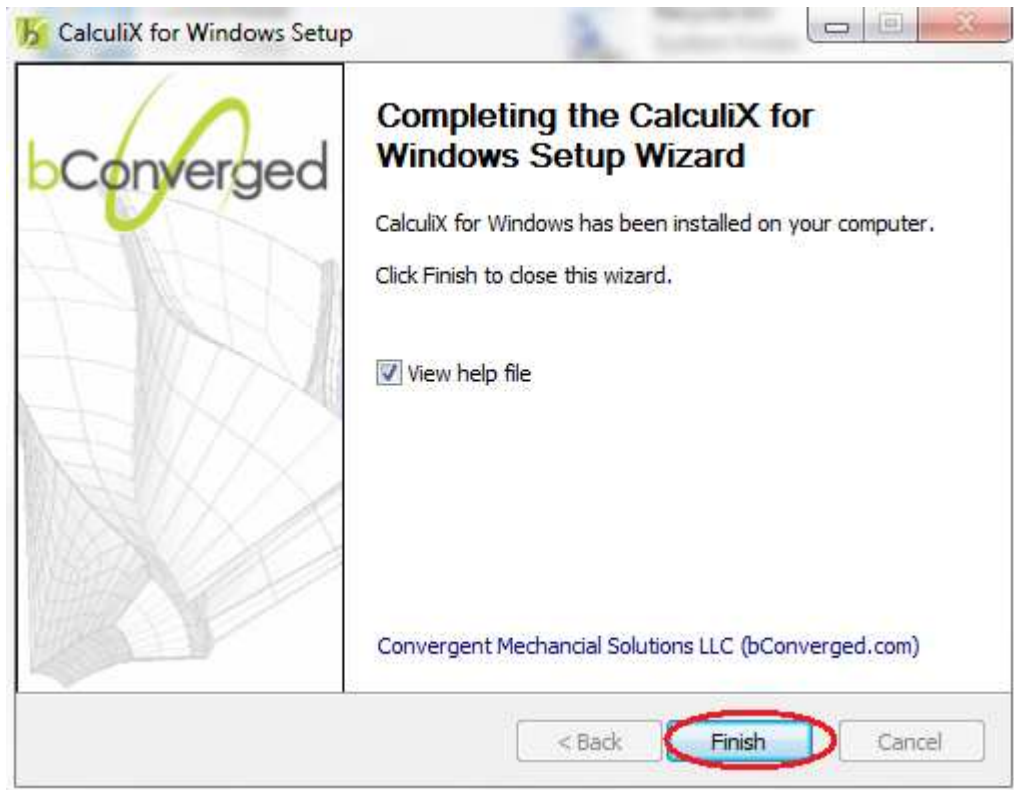 CalculiX for Windows Setup
bConverged
Completing the CalculiX for
Windows Setup Wizard
CalculiX for Windows has been installed on your computer.
Click Finish to close this wizard.
View help file
Convergent Mechancial Solutions LLC (bConverged.com)
< Back Finish Cancel